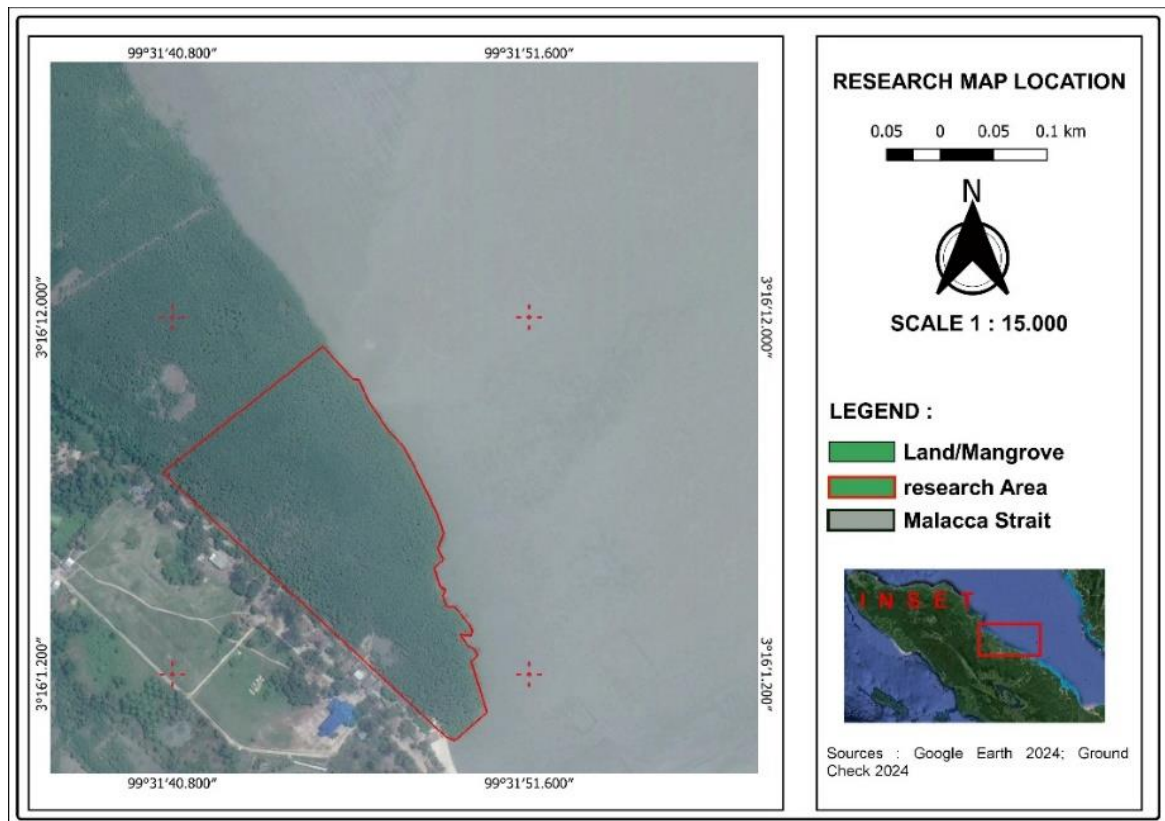 99°31'40.800"
99°31'51.600"
3°16'12.000"
3°16'12.000"
3°16'1.200"
3°16'1.200"
99°31'40.800"
99°31'51.600"
RESEARCH MAP LOCATION
0.05 0 0.05 0.1 km
N
SCALE 1 : 15.000
LEGEND :
Land/Mangrove
research Area
Malacca Strait
I N S E T
Sources : Google Earth 2024; Ground
Check 2024